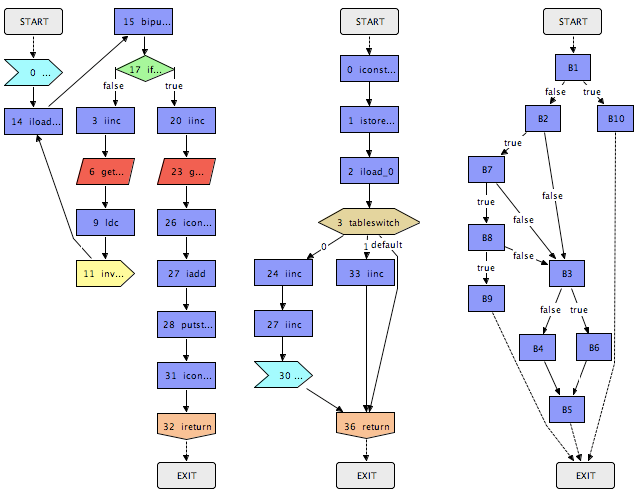 START
0 ...
14 iload...
15 bipu...
17 if...
false
true
3 iinc
6 get...
9 ldc
11 inv...
20 iinc
23 g...
26 icon...
27 iadd
28 putst...
31 icon...
32 ireturn
EXIT
START
0 iconst...
1 istore...
2 iload_0
3 tableswitch
0
1
default
24 iinc
33 iinc
27 iinc
30 ...
36 return
EXIT
START
B1
false
true
B2
B10
true
B7
false
true
false
B8
false
true
B3
B9
false
true
B4
B6
B5
EXIT